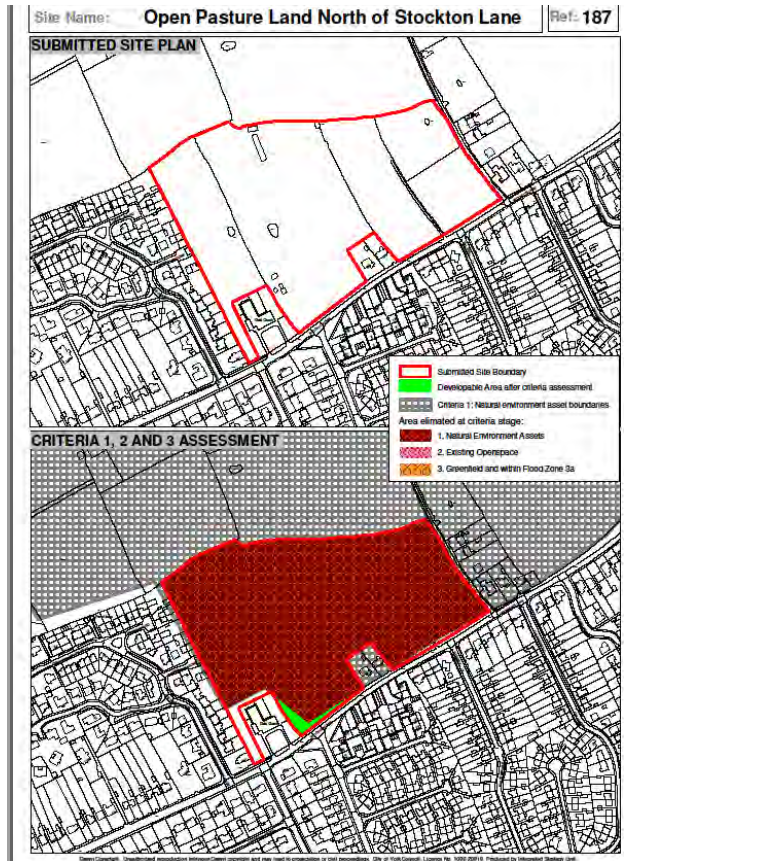 Site Name: Open Pasture Land North of Stockton Lane Ref: 187
SUBMITTED SITE PLAN
Submitted Site Boundary
Developable Area after criteria assessment
Criteria 1: Natural environment asset boundaries
Area elimated at criteria stage:
1. Natural Environment Assets
2. Existing Openspace
3. Greenfield and within Flood Zone 3a
CRITERIA 1, 2 AND 3 ASSESSMENT